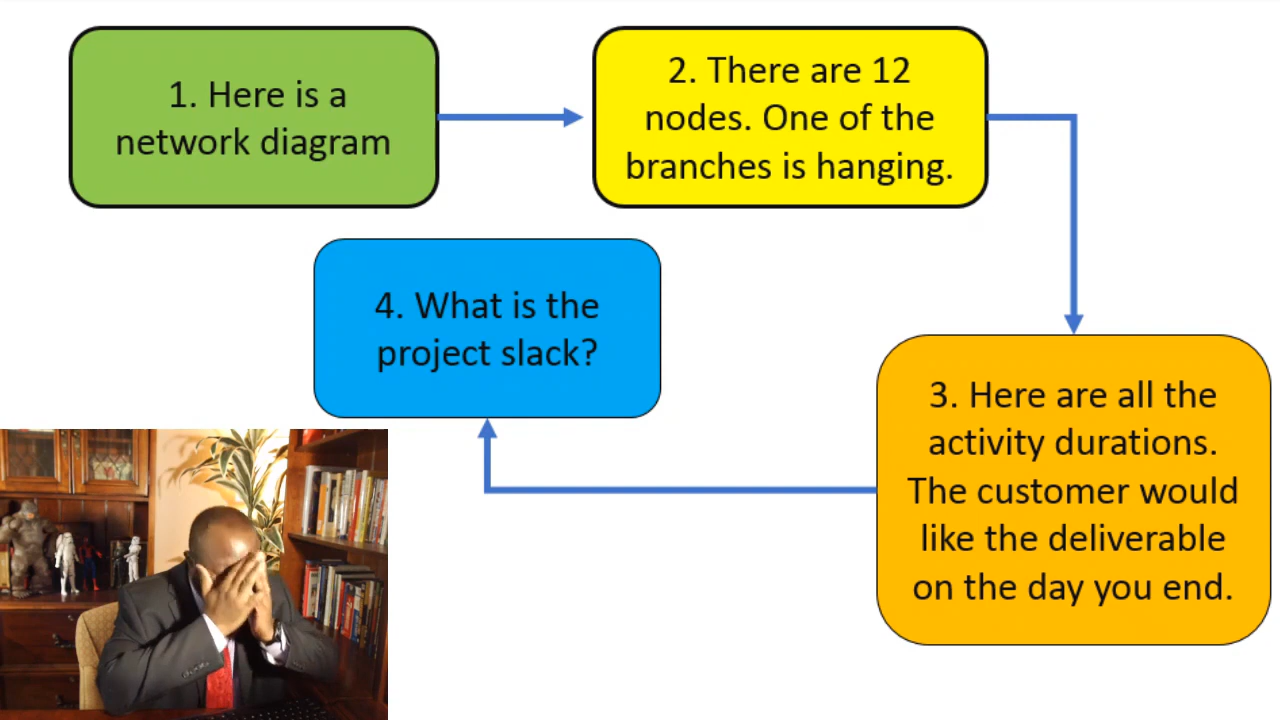 1. Here is a
network diagram
2. There are 12
nodes. One of the
branches is hanging.
3. Here are all the
activity durations.
The customer would
like the deliverable
on the day you end.
4. What is the
project slack?